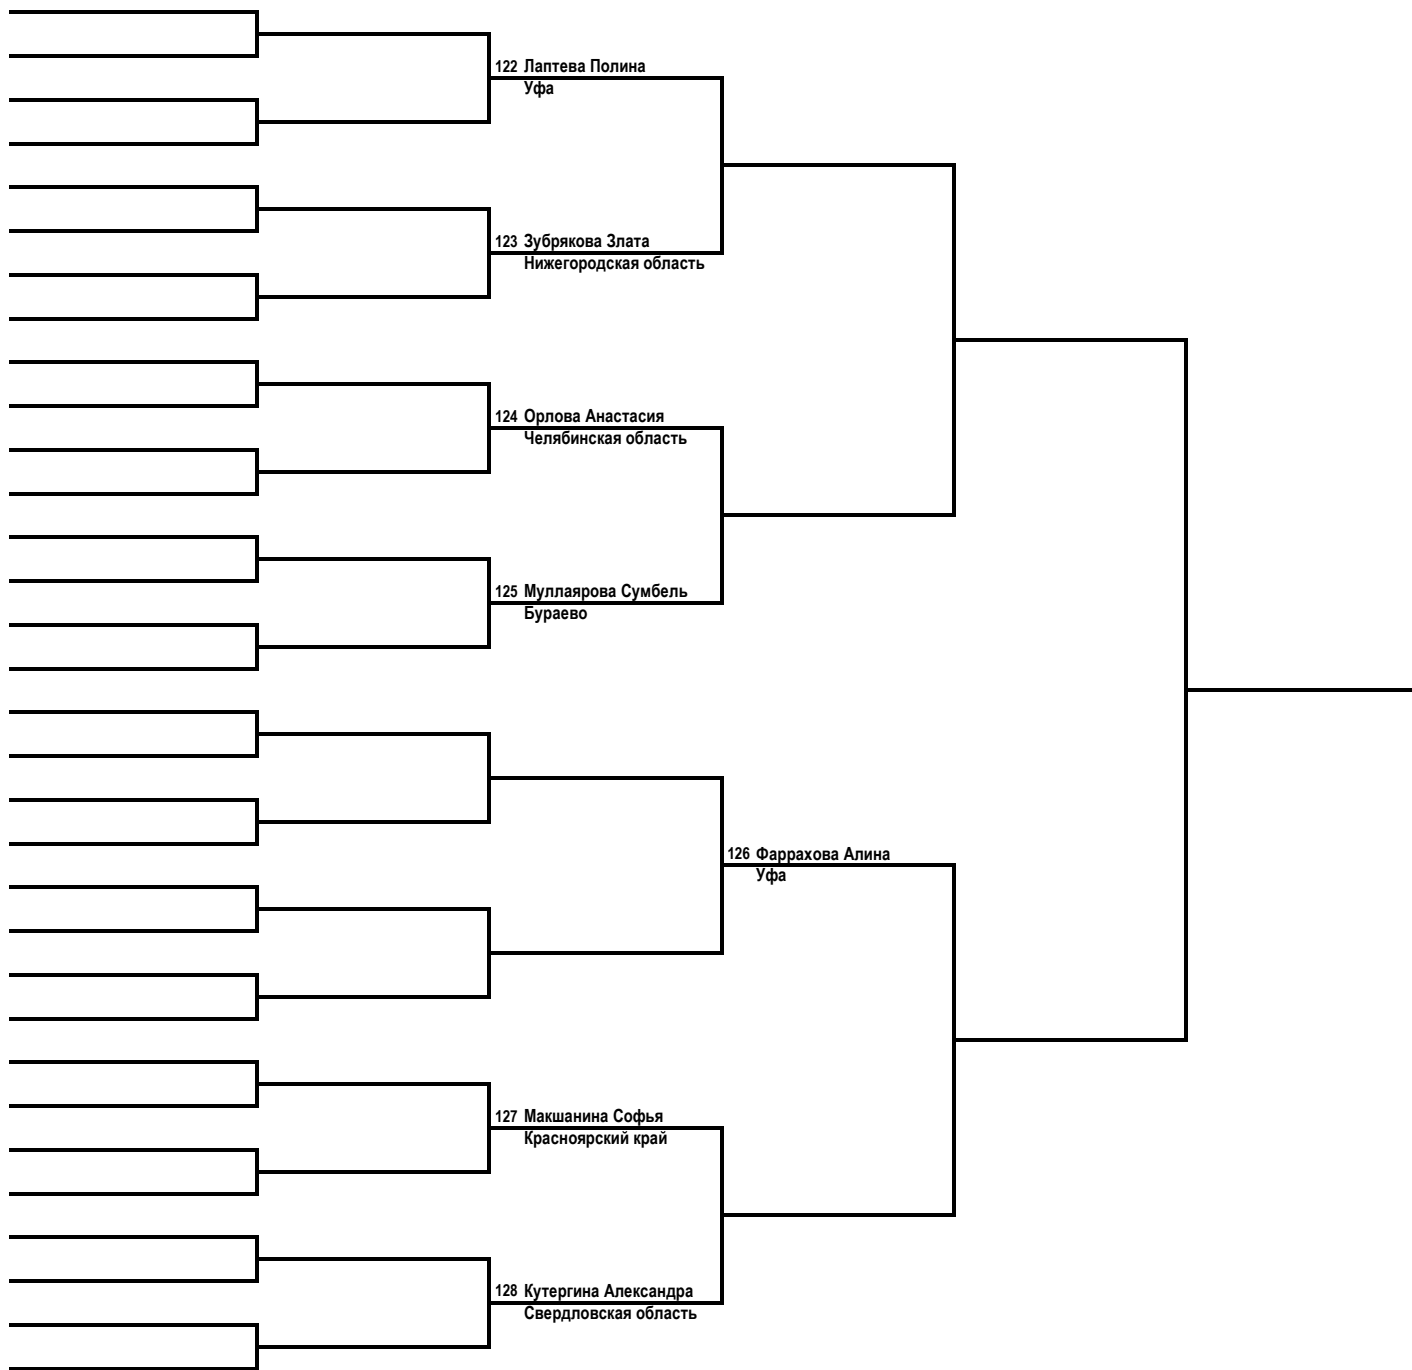 122 Лаптева Полина
Уфа
123 Зубрякова Злата
Нижегородская область
124 Орлова Анастасия
Челябинская область
125 Муллаярова Сумбель
Бураево
126 Фаррахова Алина
Уфа
127 Макшанина Софья
Красноярский край
128 Кутергина Александра
Свердловская область